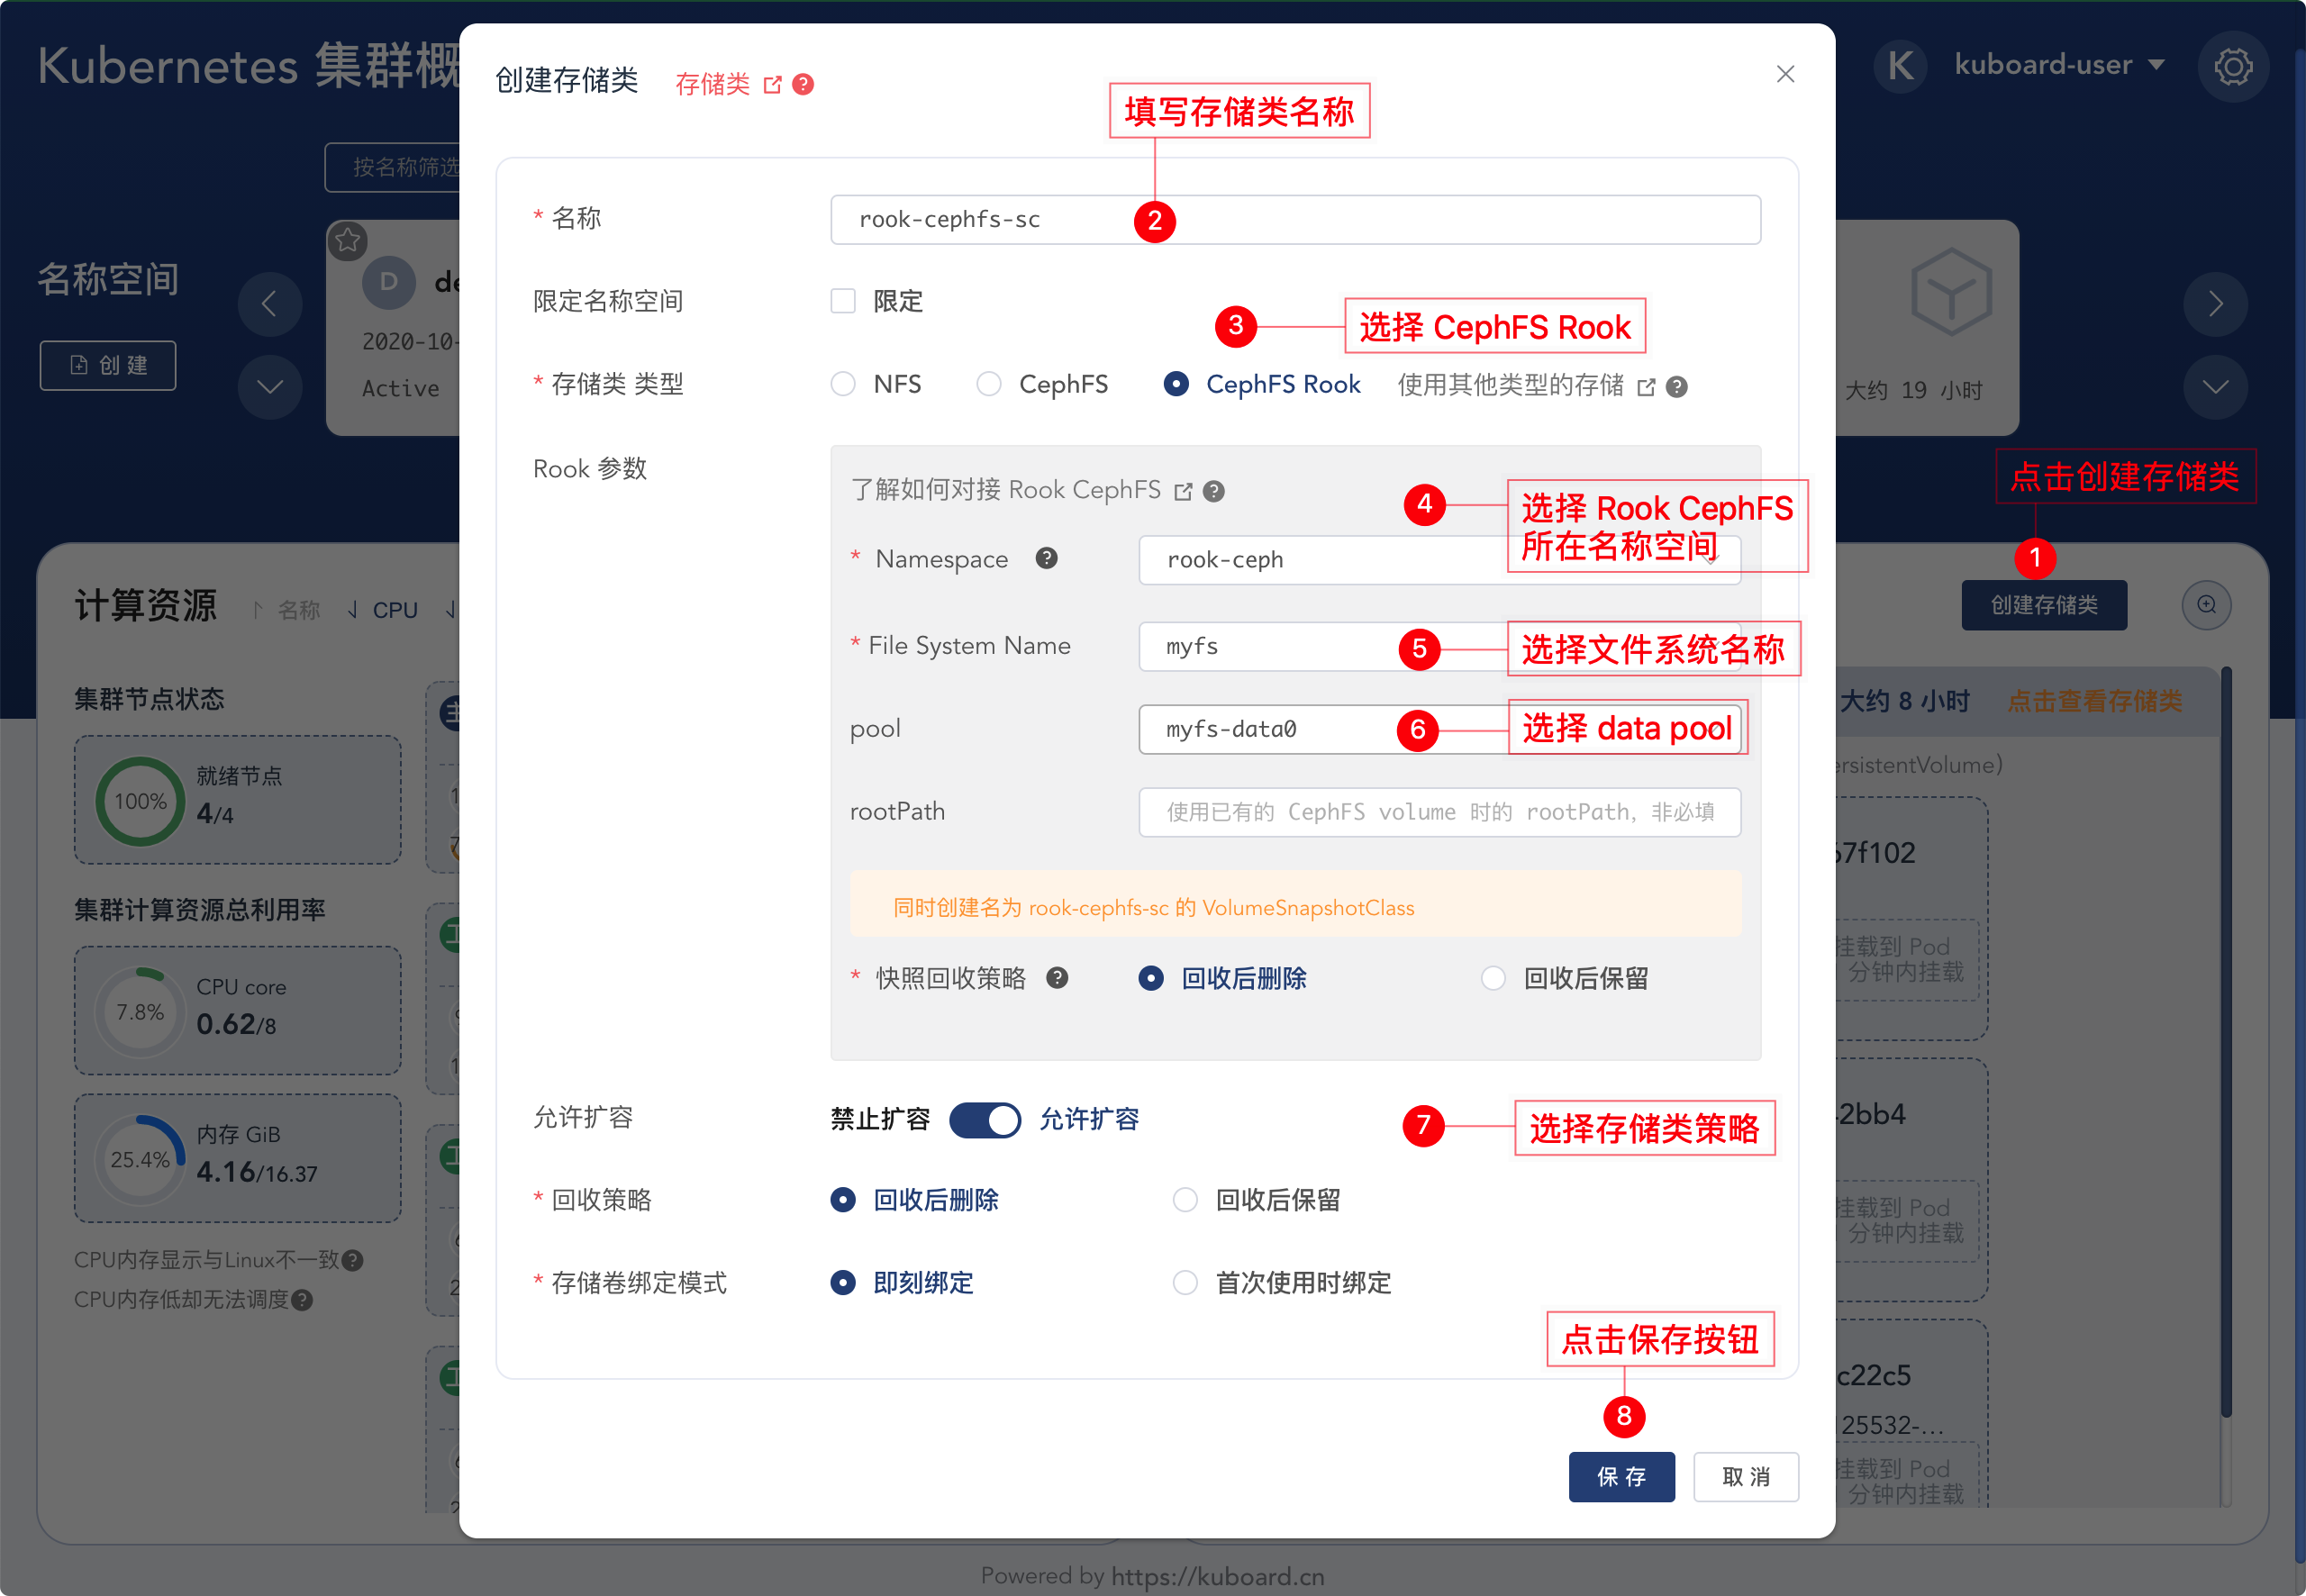 Kubernetes 集群概
K
kuboard-user
按名称筛选
名称空间
创 建
D
de
2020-10-
Active
大约 19 小时
点击创建存储类
1
创建存储类
创建存储类
存储类
填写存储类名称
* 名称
rook-cephfs-sc
2
限定名称空间
限定
3
选择 CephFS Rook
* 存储类 类型
NFS
CephFS
CephFS Rook
使用其他类型的存储
Rook 参数
了解如何对接 Rook CephFS
4
选择 Rook CephFS
所在名称空间
* Namespace
rook-ceph
* File System Name
myfs
5
选择文件系统名称
pool
myfs-data0
6
选择 data pool
rootPath
使用已有的 CephFS volume 时的 rootPath, 非必填
同时创建名为 rook-cephfs-sc 的 VolumeSnapshotClass
* 快照回收策略
回收后删除
回收后保留
允许扩容
禁止扩容
允许扩容
7
选择存储类策略
* 回收策略
回收后删除
回收后保留
* 存储卷绑定模式
即刻绑定
首次使用时绑定
点击保存按钮
8
保 存
取 消
计算资源
名称
CPU
集群节点状态
100%
就绪节点
4/4
集群计算资源总利用率
7.8%
CPU core
0.62/8
25.4%
内存 GiB
4.16/16.37
CPU内存显示与Linux不一致
CPU内存低却无法调度
大约 8 小时
点击查看存储类
ersistentVolume)
67f102
挂载到 Pod
分钟内挂载
2bb4
挂载到 Pod
分钟内挂载
c22c5
125532-...
挂载到 Pod
分钟内挂载
Powered by https://kuboard.cn